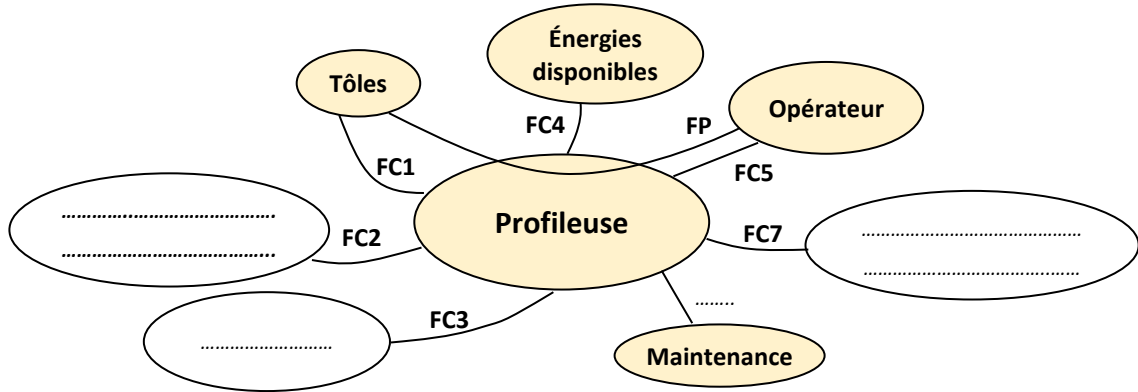 Énergies
disponibles
Tôles
Opérateur
FC4
FP
FC1
FC5
Profileuse
........................................
........................................
FC2
FC7
........................................
........................................
FC3
........
.........................
Maintenance